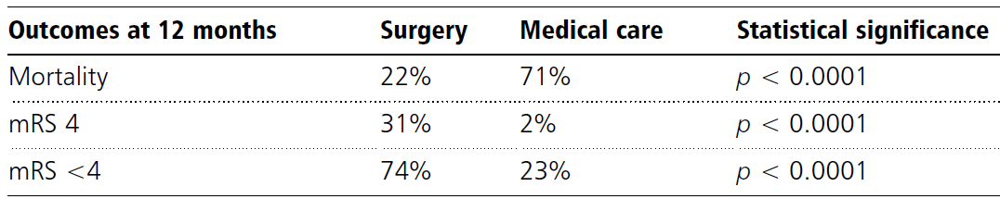 Outcomes at 12 months Surgery Medical care Statistical significance
Mortality 22% 71% p < 0.0001
mRS 4 31% 2% p < 0.0001
mRS <4 74% 23% p < 0.0001